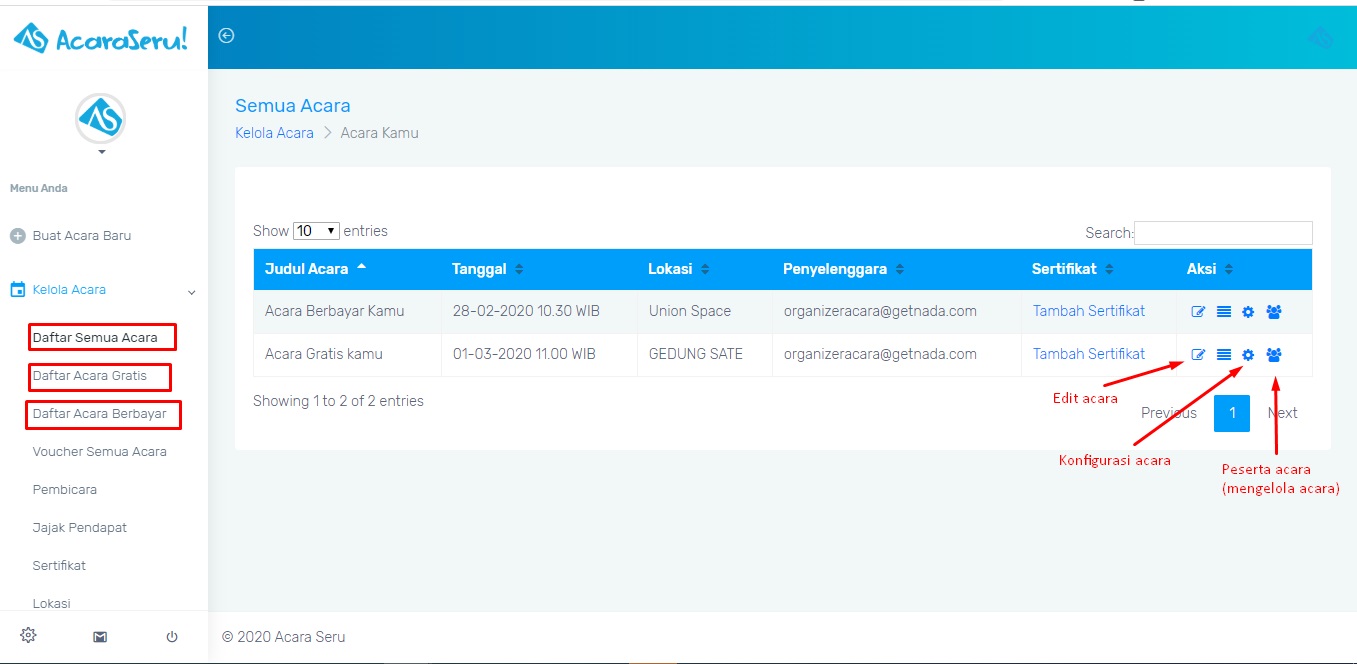 AcaraSeru!
Menu Anda
Buat Acara Baru
Kelola Acara
Daftar Semua Acara
Daftar Acara Gratis
Daftar Acara Berbayar
Voucher Semua Acara
Pembicara
Jajak Pendapat
Sertifikat
Lokasi
Semua Acara
Kelola Acara > Acara Kamu
Show 10 entries Search:
Judul Acara Tanggal Lokasi Penyelenggara Sertifikat Aksi
Acara Berbayar Kamu 28-02-2020 10.30 WIB Union Space organizeracara@getnada.com Tambah Sertifikat
Acara Gratis kamu 01-03-2020 11.00 WIB GEDUNG SATE organizeracara@getnada.com Tambah Sertifikat
Showing 1 to 2 of 2 entries
Previous 1 Next
Edit acara
Konfigurasi acara
Peserta acara
(mengelola acara)
© 2020 Acara Seru